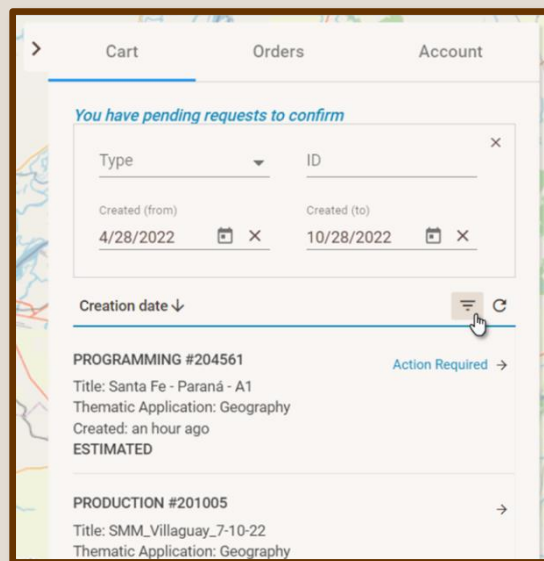 Cart Orders Account
You have pending requests to confirm
Type ID
Created (from) Created (to)
4/28/2022 10/28/2022
Creation date
PROGRAMMING #204561 Action Required
Title: Santa Fe - Paraná - A1
Thematic Application: Geography
Created: an hour ago
ESTIMATED
PRODUCTION #201005
Title: SMM_Villaguay_7-10-22
Thematic Application: Geography